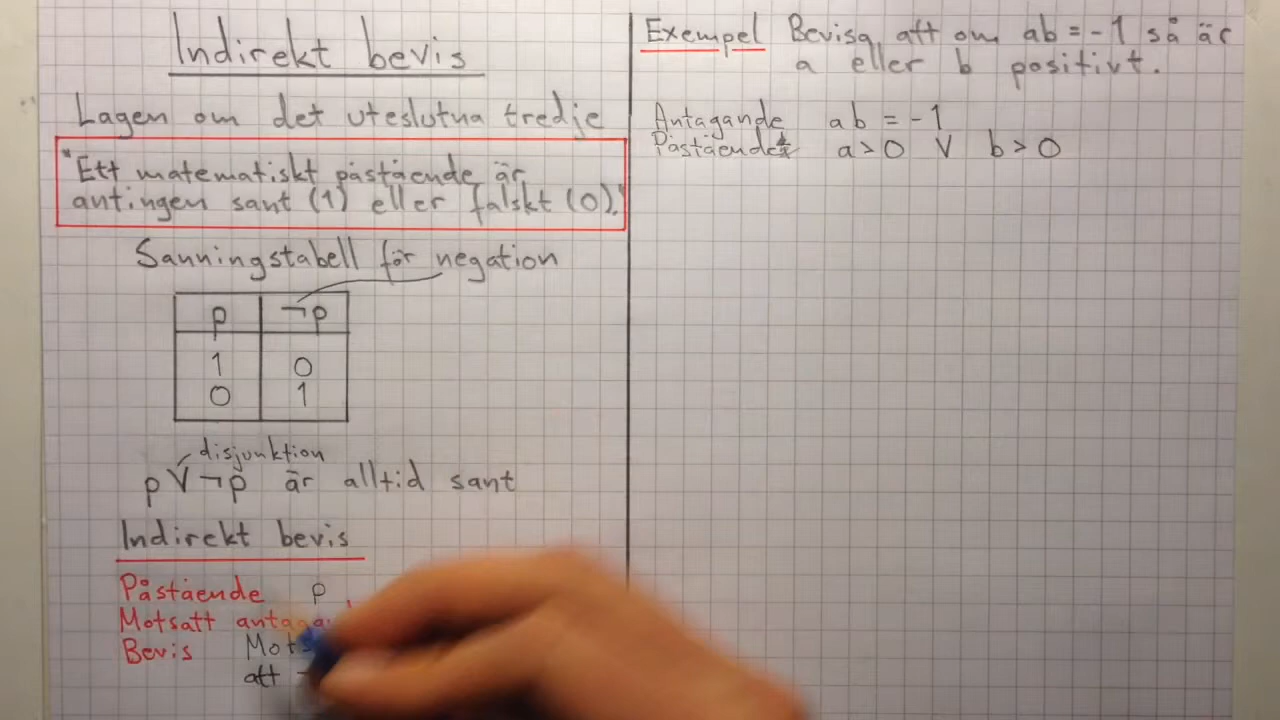 Indirekt bevis
Lagen om det uteslutna tredje
"Ett matematiskt påstående är
antingen sant (1) eller falskt (0)."
Sanningstabell för negation
p ¬p
1 0
0 1
disjunktion
p V ¬p är alltid sant
Indirekt bevis
Påstående p
Motsatt
Bevis
att
Exempel Bevisa att om ab = -1 så är
a eller b positivt.
Antagande ab = -1
Påstående a > 0 V b > 0